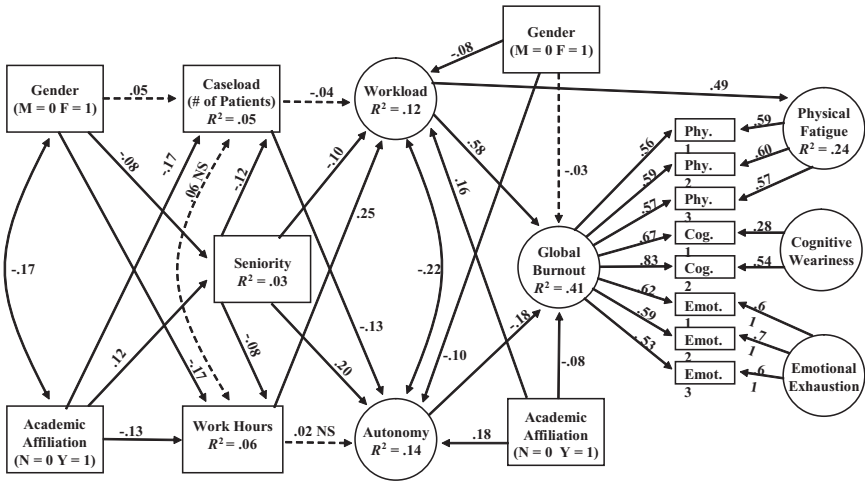 Gender
(M = 0 F = 1)
-.08
Gender
(M = 0 F = 1)
.05
Caseload
(# of Patients)
R² = .05
-.04
Workload
R² = .12
.49
Physical
Fatigue
R² = .24
-.08
-.17
.06 NS
-.12
-.10
.25
.16
.58
-.03
.56
Phy.
1
.59
.59
Phy.
2
.60
.57
Phy.
3
.57
-.17
Seniority
R² = .03
-.22
Global
Burnout
R² = .41
.67
Cog.
1
.28
.83
Cog.
2
.54
Cognitive
Weariness
.62
Emot.
1
.6
1
.59
Emot.
2
.7
1
.53
Emot.
3
.6
1
Emotional
Exhaustion
.12
-.17
-.08
.20
-.13
-.10
-.18
-.08
Academic
Affiliation
(N = 0 Y = 1)
-.13
Work Hours
R² = .06
.02 NS
Autonomy
R² = .14
.18
Academic
Affiliation
(N = 0 Y = 1)